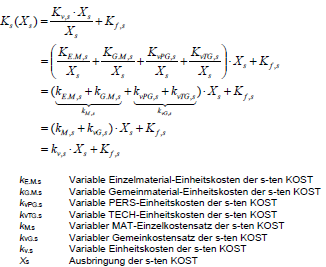 K_s(X_s) = K_{v,s} · X_s / X_s + K_{f,s}
= (K_{E.M,s} / X_s + K_{G.M,s} / X_s + K_{vPG,s} / X_s + K_{vTG,s} / X_s) · X_s + K_{f,s}
= (k_{E.M,s} + k_{G.M,s} + k_{vPG,s} + k_{vTG,s}) · X_s + K_{f,s}
k_{M,s} k_{vG,s}
= (k_{M,s} + k_{vG,s}) · X_s + K_{f,s}
= k_{v,s} · X_s + K_{f,s}
k_{E.M.s} Variable Einzelmaterial-Einheitskosten der s-ten KOST
k_{G.M.s} Variable Gemeinmaterial-Einheitskosten der s-ten KOST
k_{vPG.s} Variable PERS-Einheitskosten der s-ten KOST
k_{vTG.s} Variable TECH-Einheitskosten der s-ten KOST
k_{M.s} Variabler MAT-Einzelkostensatz der s-ten KOST
k_{vG.s} Variabler Gemeinkostensatz der s-ten KOST
k_{v.s} Variable Einheitskosten der s-ten KOST
X_s Ausbringung der s-ten KOST